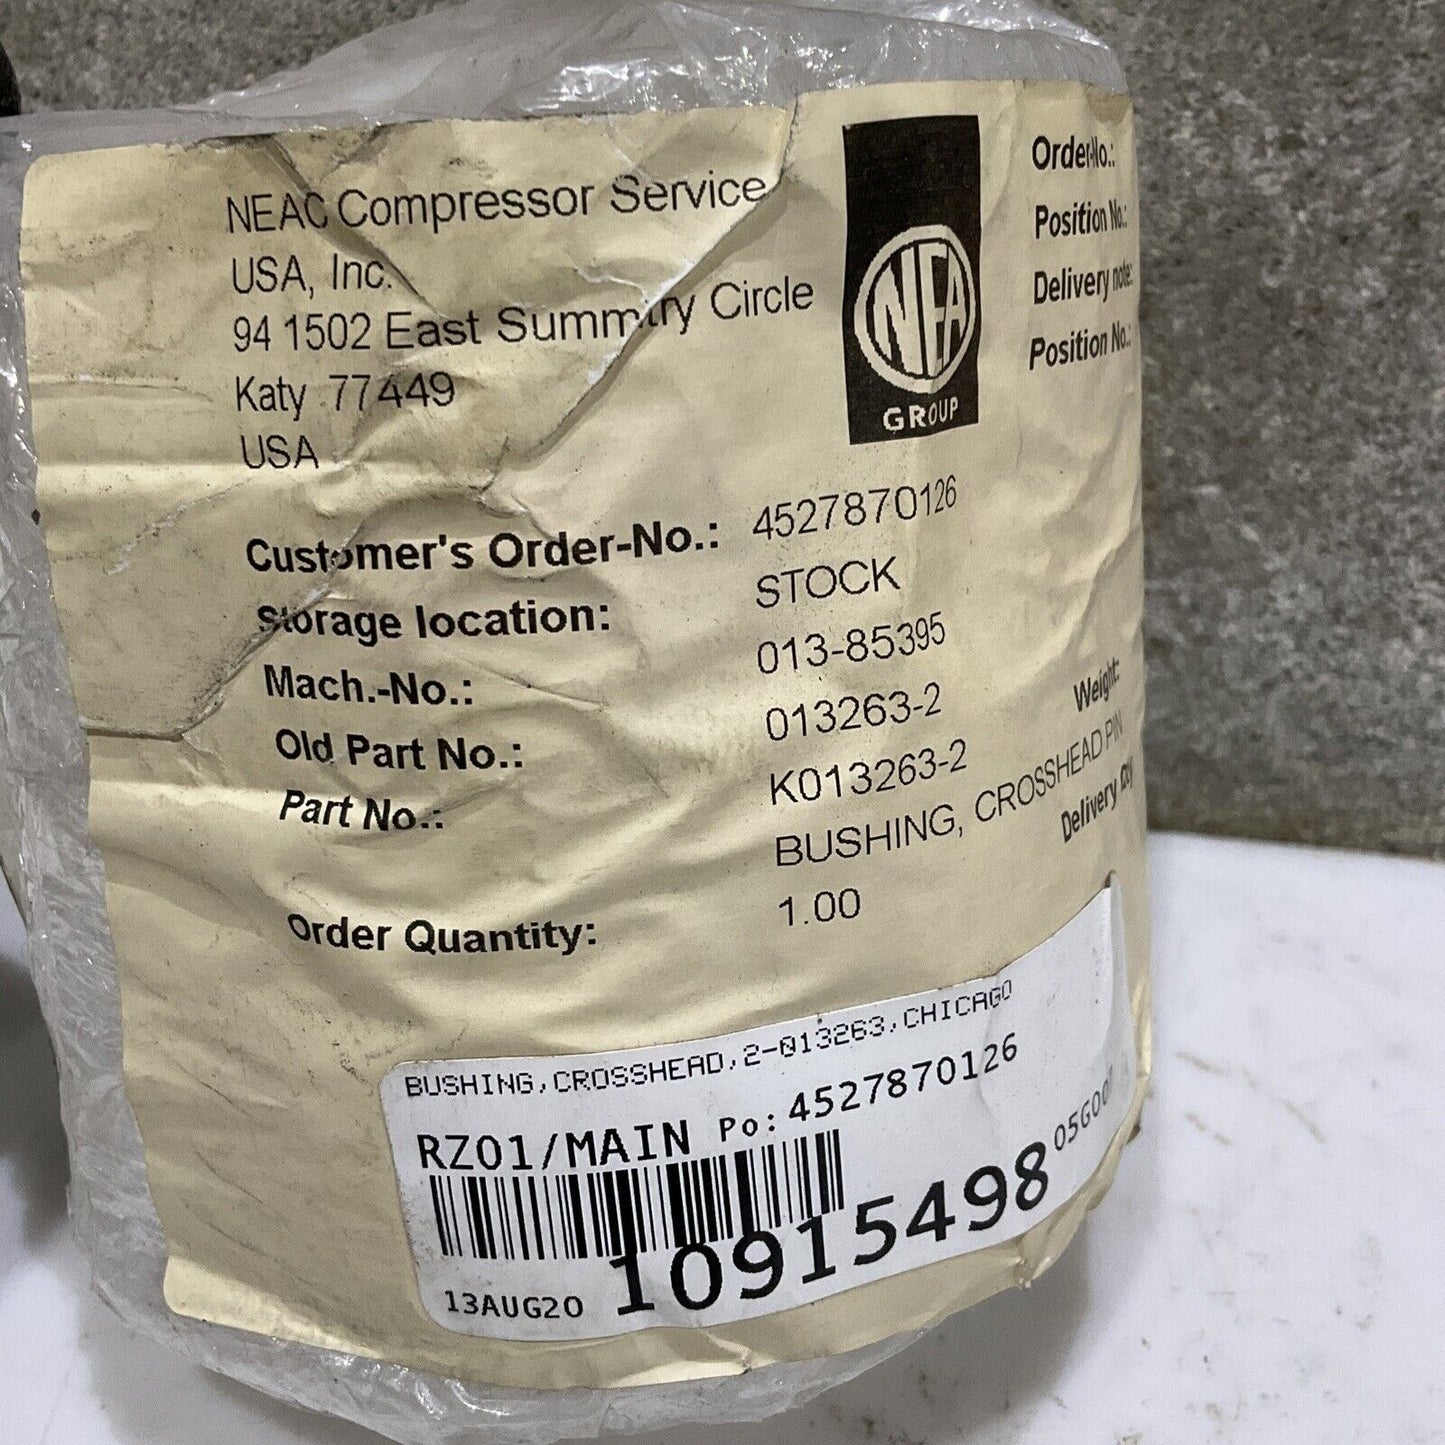 NEAC Compressor Service
USA, Inc.
94 1502 East Summtry Circle
Katy 77449
USA
NEA
GROUP
Order-No.:
Position No.:
Delivery note:
Position No.:
Customer's Order-No.: 4527870126
Storage location: STOCK
Mach.-No.: 013-85395
Old Part No.: 013263-2
Part No.: K013263-2
Weight:
BUSHING, CROSSHEAD PIN
Delivery
Order Quantity: 1.00
BUSHING,CROSSHEAD,2-013263,CHICAGO
RZ01/MAIN Po: 4527870126
10915498
13AUG20